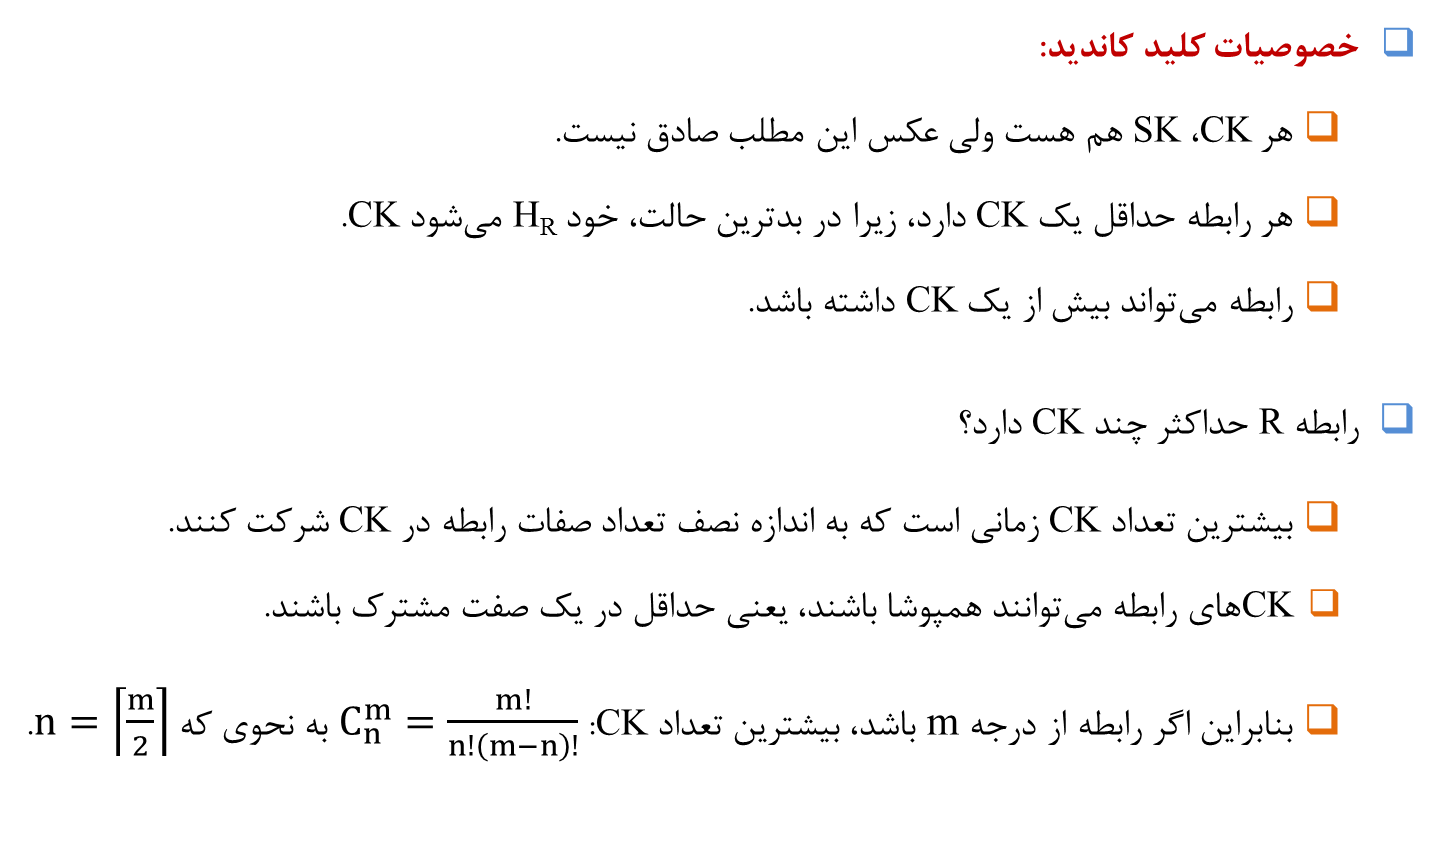 خصوصیات کلید کاندید:
هر CK، SK هم هست ولی عکس این مطلب صادق نیست.
هر رابطه حداقل یک CK دارد، زیرا در بدترین حالت، خود H_R می‌شود CK.
رابطه می‌تواند بیش از یک CK داشته باشد.
رابطه R حداکثر چند CK دارد؟
بیشترین تعداد CK زمانی است که به اندازه نصف تعداد صفات رابطه در CK شرکت کنند.
CKهای رابطه می‌توانند همپوشا باشند، یعنی حداقل در یک صفت مشترک باشند.
بنابراین اگر رابطه از درجه m باشد، بیشترین تعداد CK: C_n^m = m!/(n!(m−n)!) به نحوی که n = ⌈m/2⌉.